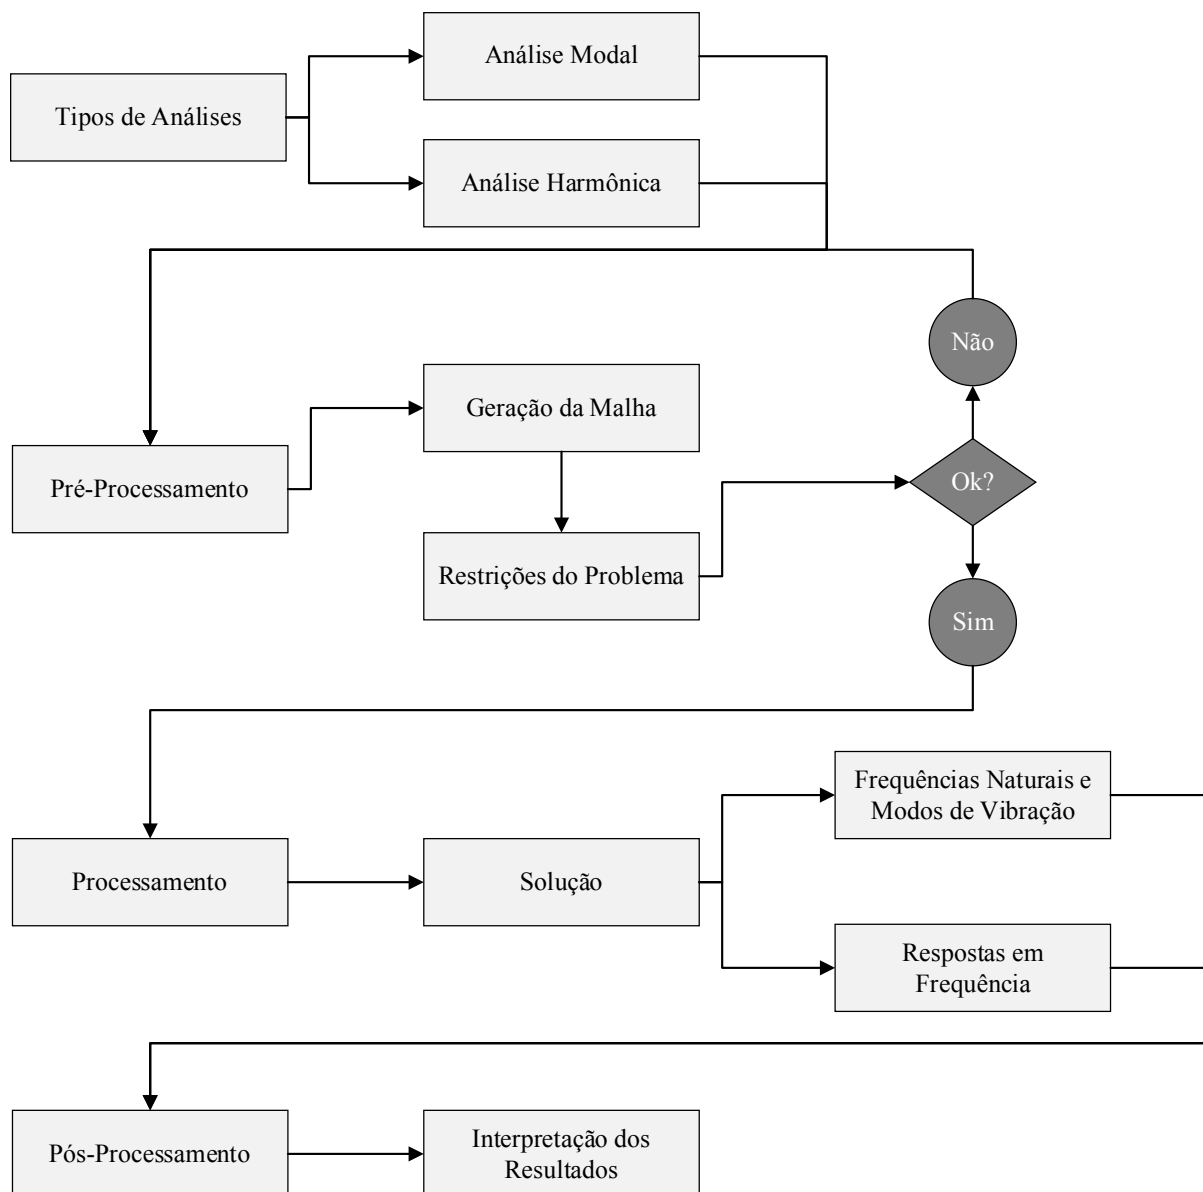 Análise Modal
Tipos de Análises
Análise Harmônica
Não
Geração da Malha
Pré-Processamento
Ok?
Restrições do Problema
Sim
Frequências Naturais e
Modos de Vibração
Processamento
Solução
Respostas em
Frequência
Pós-Processamento
Interpretação dos
Resultados